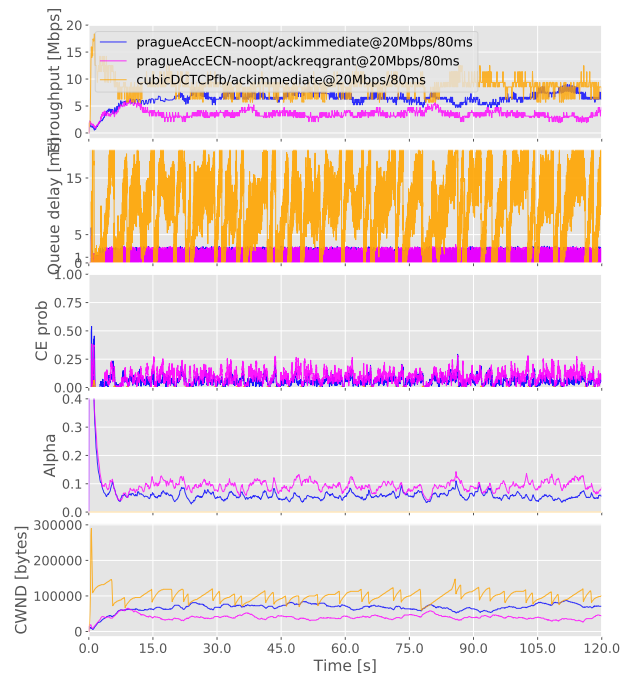 20
15
10
5
0
Throughput [Mbps]
pragueAccECN-noopt/ackimmediate@20Mbps/80ms
pragueAccECN-noopt/ackreqgrant@20Mbps/80ms
cubicDCTCPfb/ackimmediate@20Mbps/80ms
15
5
1
0
Queue delay [ms]
1.00
0.75
0.50
0.25
0.00
CE prob
0.4
0.3
0.2
0.1
0.0
Alpha
300000
200000
100000
0
CWND [bytes]
0.0 15.0 30.0 45.0 60.0 75.0 90.0 105.0 120.0
Time [s]